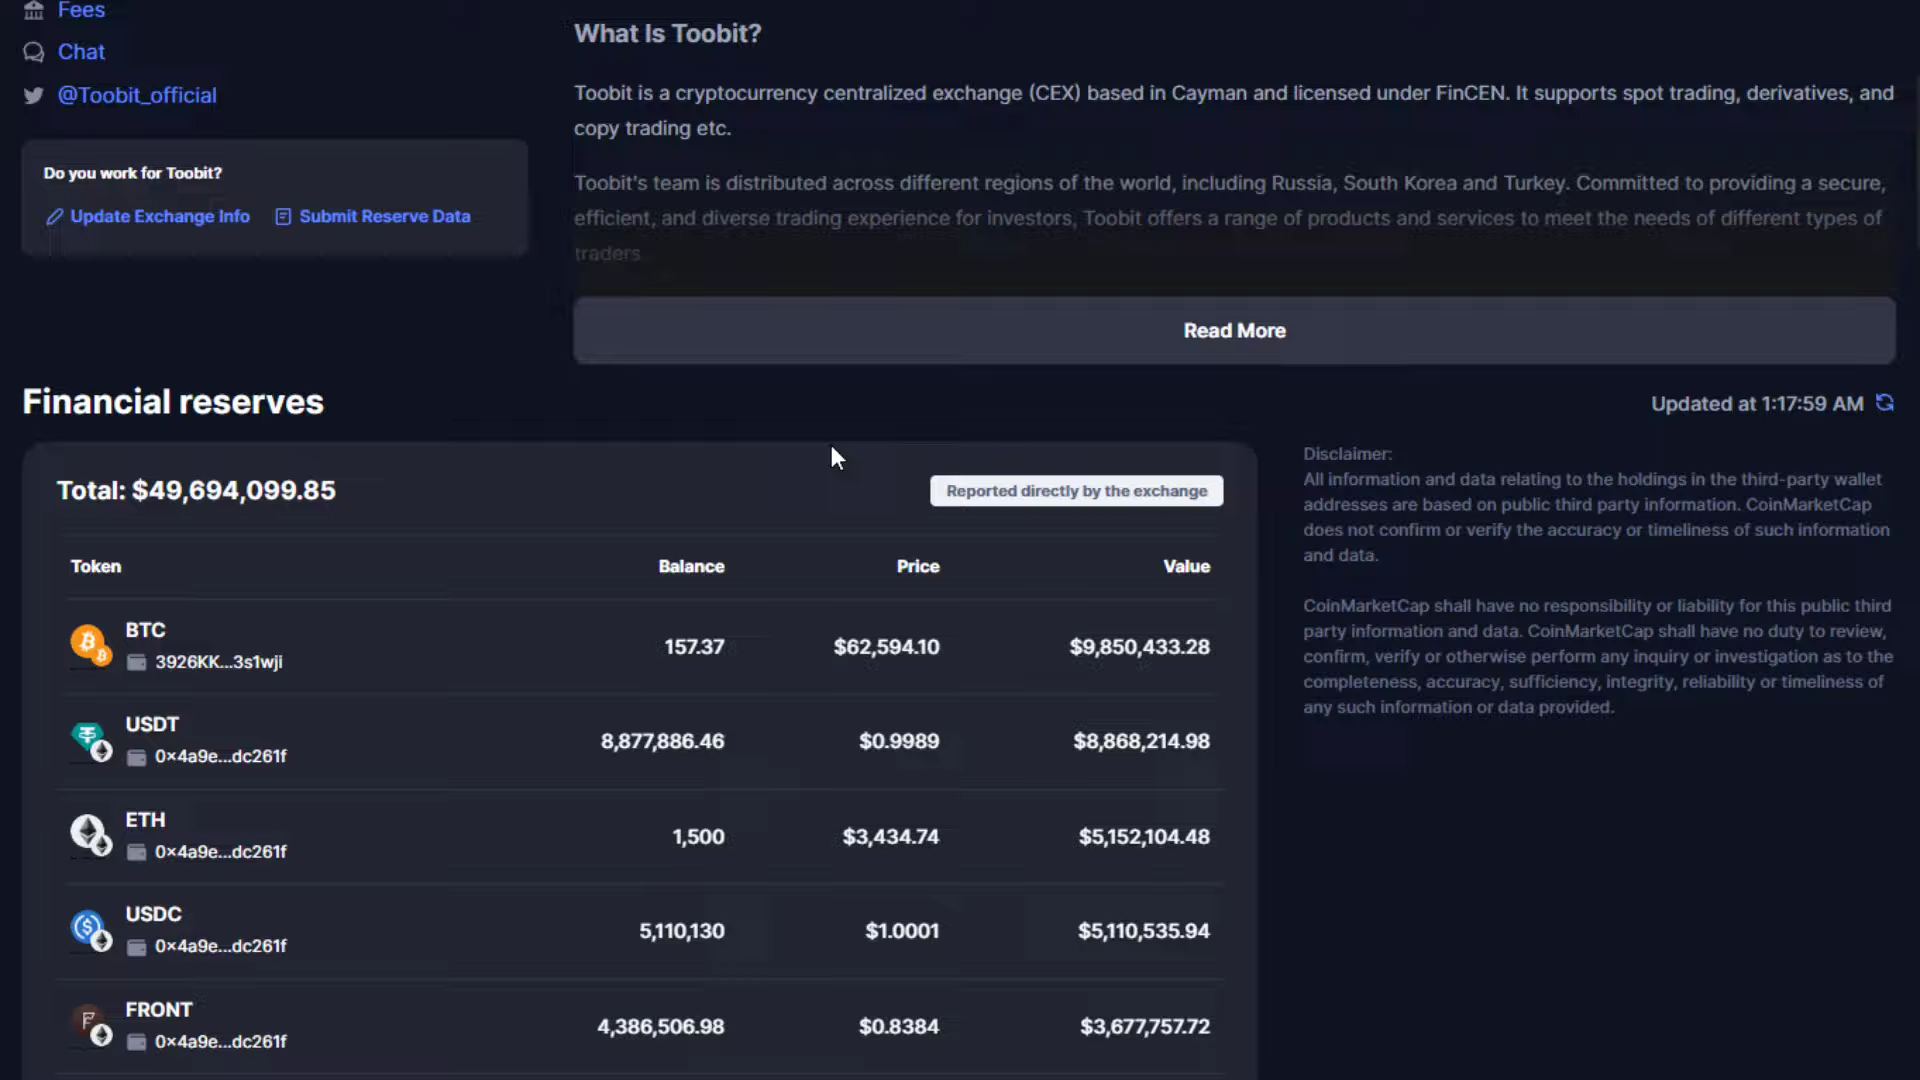 Fees
Chat
@Toobit_official
Do you work for Toobit?
Update Exchange Info
Submit Reserve Data
What Is Toobit?
Toobit is a cryptocurrency centralized exchange (CEX) based in Cayman and licensed under FinCEN. It supports spot trading, derivatives, and
copy trading etc.
Toobit's team is distributed across different regions of the world, including Russia, South Korea and Turkey. Committed to providing a secure,
efficient, and diverse trading experience for investors, Toobit offers a range of products and services to meet the needs of different types of
traders.
Read More
Financial reserves
Updated at 1:17:59 AM
Total: $49,694,099.85
Reported directly by the exchange
Token Balance Price Value
BTC
3926KK...3s1wji
157.37 $62,594.10 $9,850,433.28
USDT
0×4a9e...dc261f
8,877,886.46 $0.9989 $8,868,214.98
ETH
0×4a9e...dc261f
1,500 $3,434.74 $5,152,104.48
USDC
0×4a9e...dc261f
5,110,130 $1.0001 $5,110,535.94
FRONT
0×4a9e...dc261f
4,386,506.98 $0.8384 $3,677,757.72
Disclaimer:
All information and data relating to the holdings in the third-party wallet
addresses are based on public third party information. CoinMarketCap
does not confirm or verify the accuracy or timeliness of such information
and data.
CoinMarketCap shall have no responsibility or liability for this public third
party information and data. CoinMarketCap shall have no duty to review,
confirm, verify or otherwise perform any inquiry or investigation as to the
completeness, accuracy, sufficiency, integrity, reliability or timeliness of
any such information or data provided.